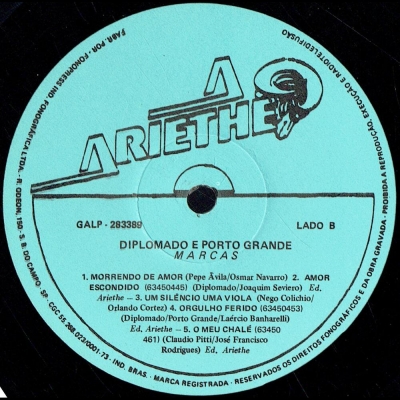 A
ARIETHE
GALP - 283389
LADO B
DIPLOMADO E PORTO GRANDE
MARCAS
1. MORRENDO DE AMOR (Pepe Ávila/Osmar Navarro) 2. AMOR
ESCONDIDO (63450445) (Diplomado/Joaquim Seviero) Ed.
Ariethe - 3. UM SILÊNCIO UMA VIOLA (Nego Colichio/
Orlando Cortez) 4. ORGULHO FERIDO (63450453)
(Diplomado/Porto Grande/Laércio Banharelli)
Ed. Ariethe - 5. O MEU CHALÉ (63450
461) (Claudio Pitti/José Francisco
Rodrigues) Ed. Ariethe
FABR. POR - FONOPRESS IND. FONOGRÁFICA LTDA. - R. ODEON, 150 - S. B. DO CAMPO - SP - CGC 55.268.023/0001-73 - IND. BRAS. - MARCA REGISTRADA - RESERVADOS OS DIREITOS FONOGRÁFICOS E DA OBRA GRAVADA - PROIBIDA A REPRODUÇÃO, EXECUÇÃO E RADIOTELEDIFUSÃO